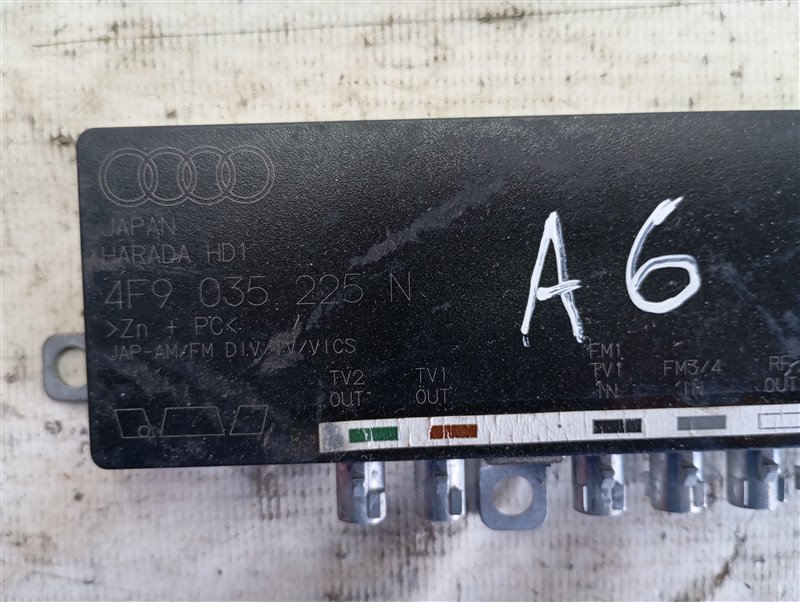 JAPAN
HARADA HD1
4F9 035 225 N
>Zn + PC<
JAP-AM/FM DIV/TV/VICS
A6
TV2
OUT
TV1
OUT
FM1
TV1
IN
FM3/4
IN
RF
OUT